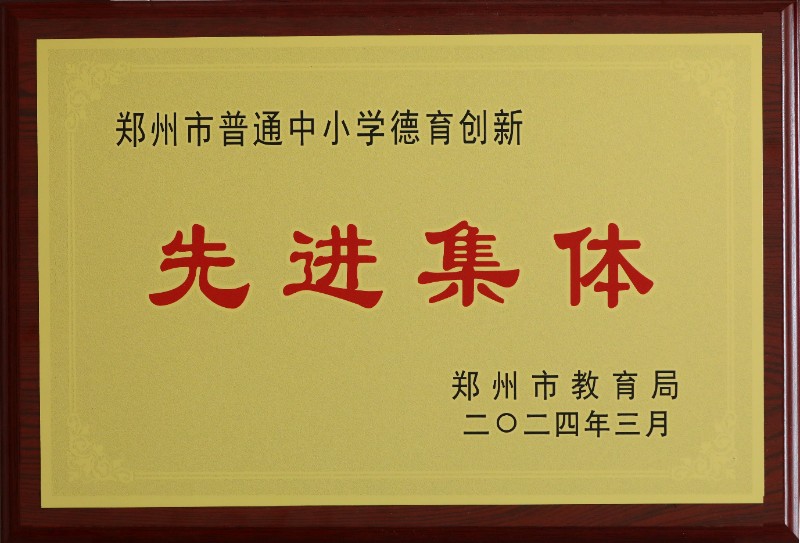 郑州市普通中小学德育创新
先进集体
郑州市教育局
二〇二四年三月